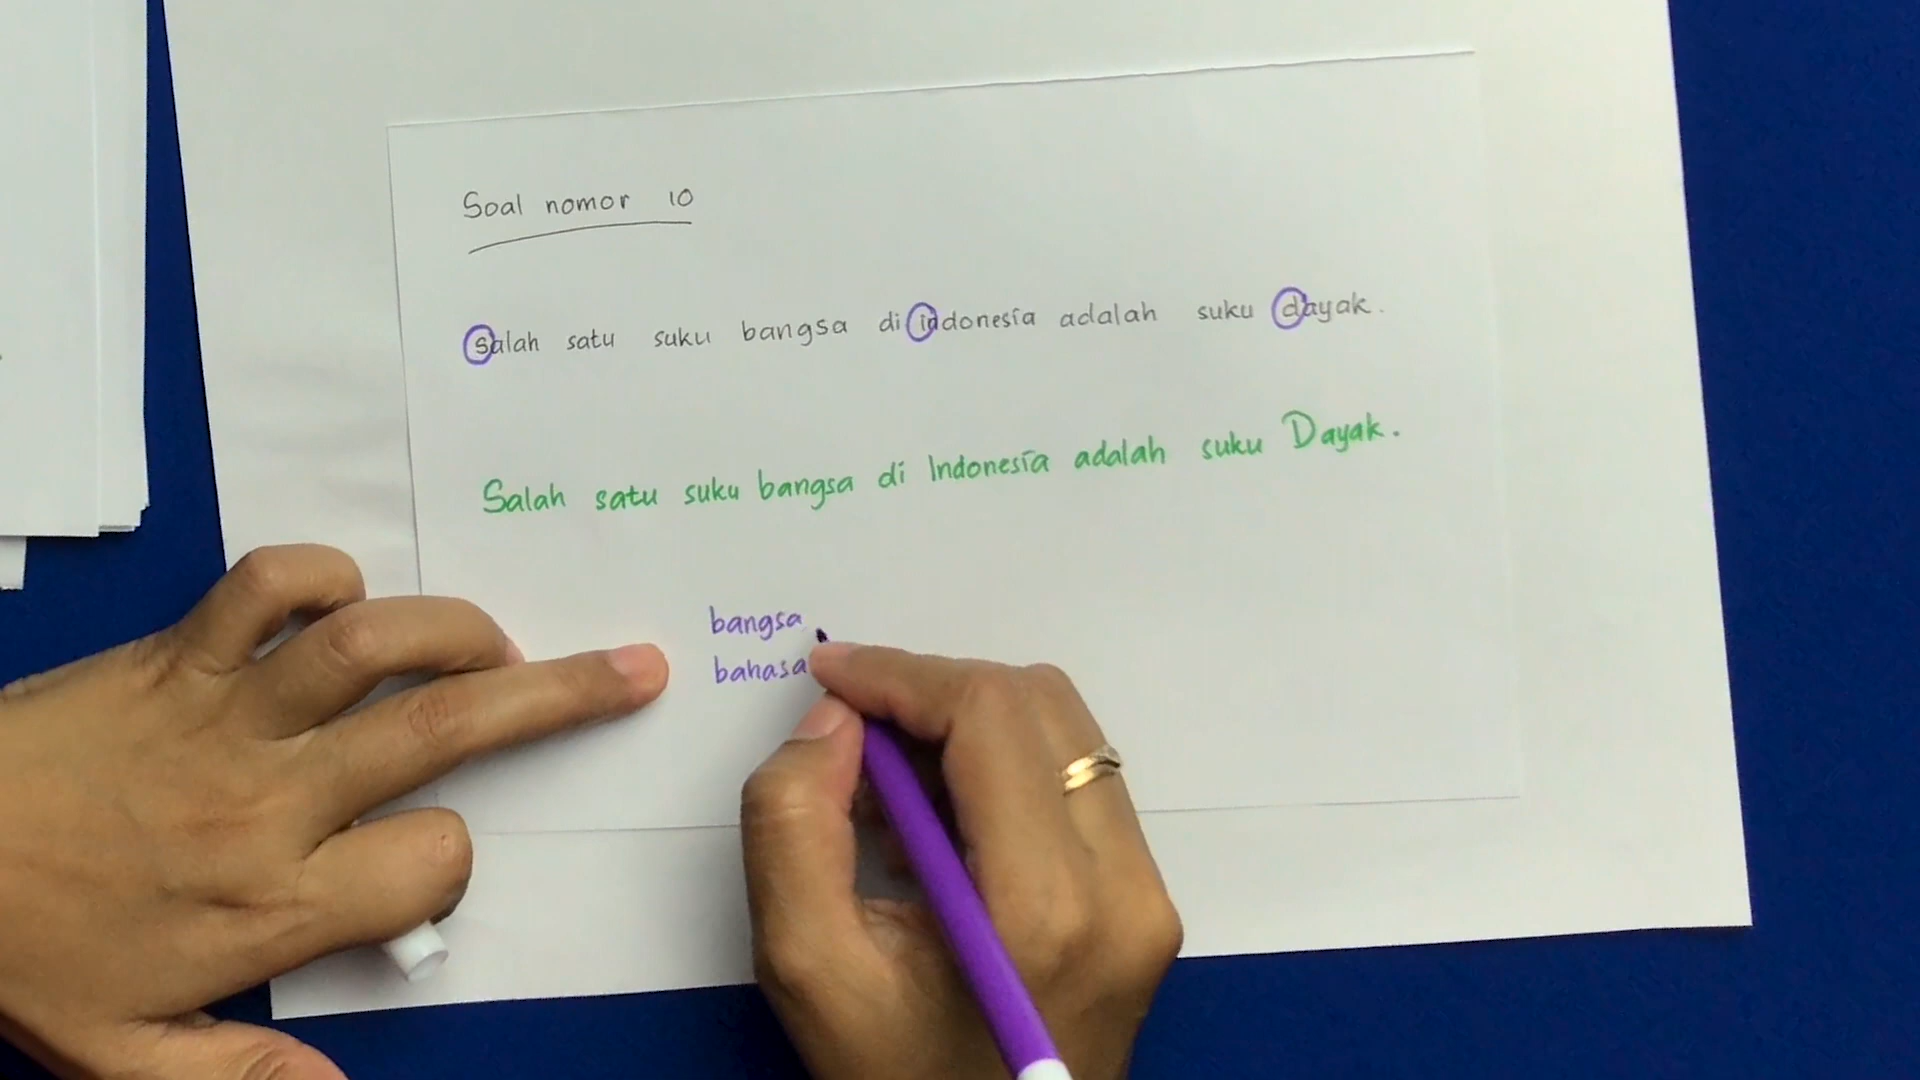 Soal nomor 10
salah satu suku bangsa di indonesia adalah suku dayak.
Salah satu suku bangsa di Indonesia adalah suku Dayak.
bangsa
bahasa